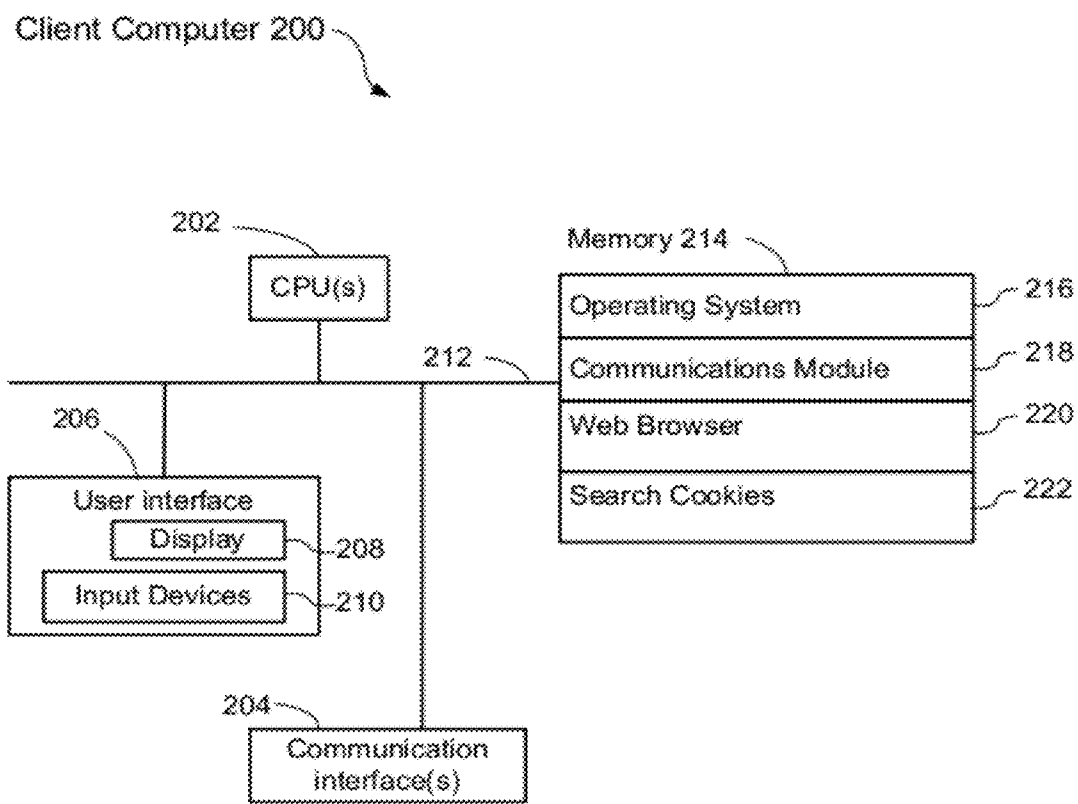 Client Computer 200
202
CPU(s)
Memory 214
Operating System
216
212
Communications Module
218
206
Web Browser
220
User interface
Search Cookies
222
Display
208
Input Devices
210
204
Communication
interface(s)